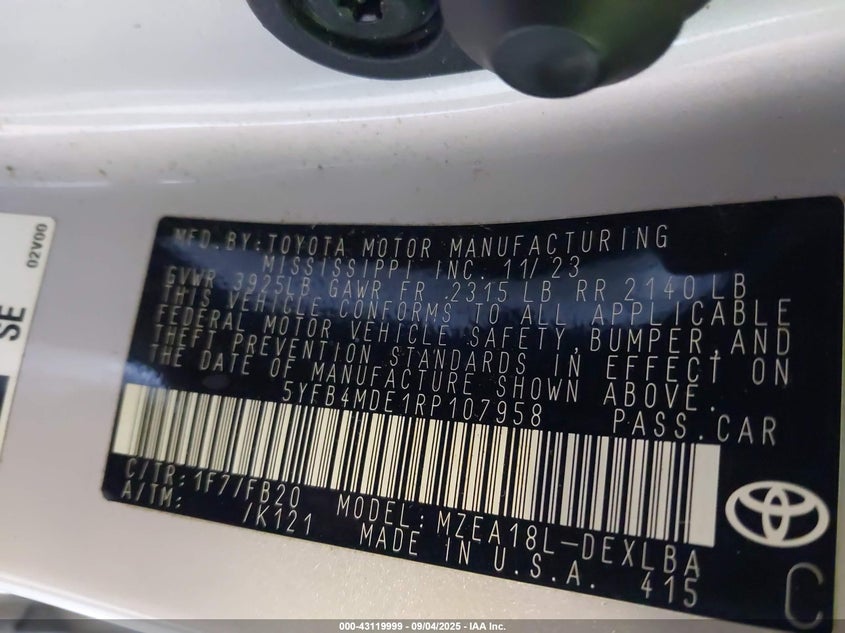 02V00
SE
MFD.BY:TOYOTA MOTOR MANUFACTURING
MISSISSIPPI INC. 11/23
GVWR 3925LB GAWR FR 2315 LB RR 2140 LB
THIS VEHICLE CONFORMS TO ALL APPLICABLE
FEDERAL MOTOR VEHICLE SAFETY,BUMPER,AND
THEFT PREVENTION STANDARDS IN EFFECT ON
THE DATE OF MANUFACTURE SHOWN ABOVE.
5YFB4MDE1RP107958 PASS.CAR
C/TR:1F7/FB20 MODEL:MZEA18L-DEXLBA
A/TM: /K121 MADE IN U.S.A. 415
C
000-43119999 - 09/04/2025 - IAA Inc.